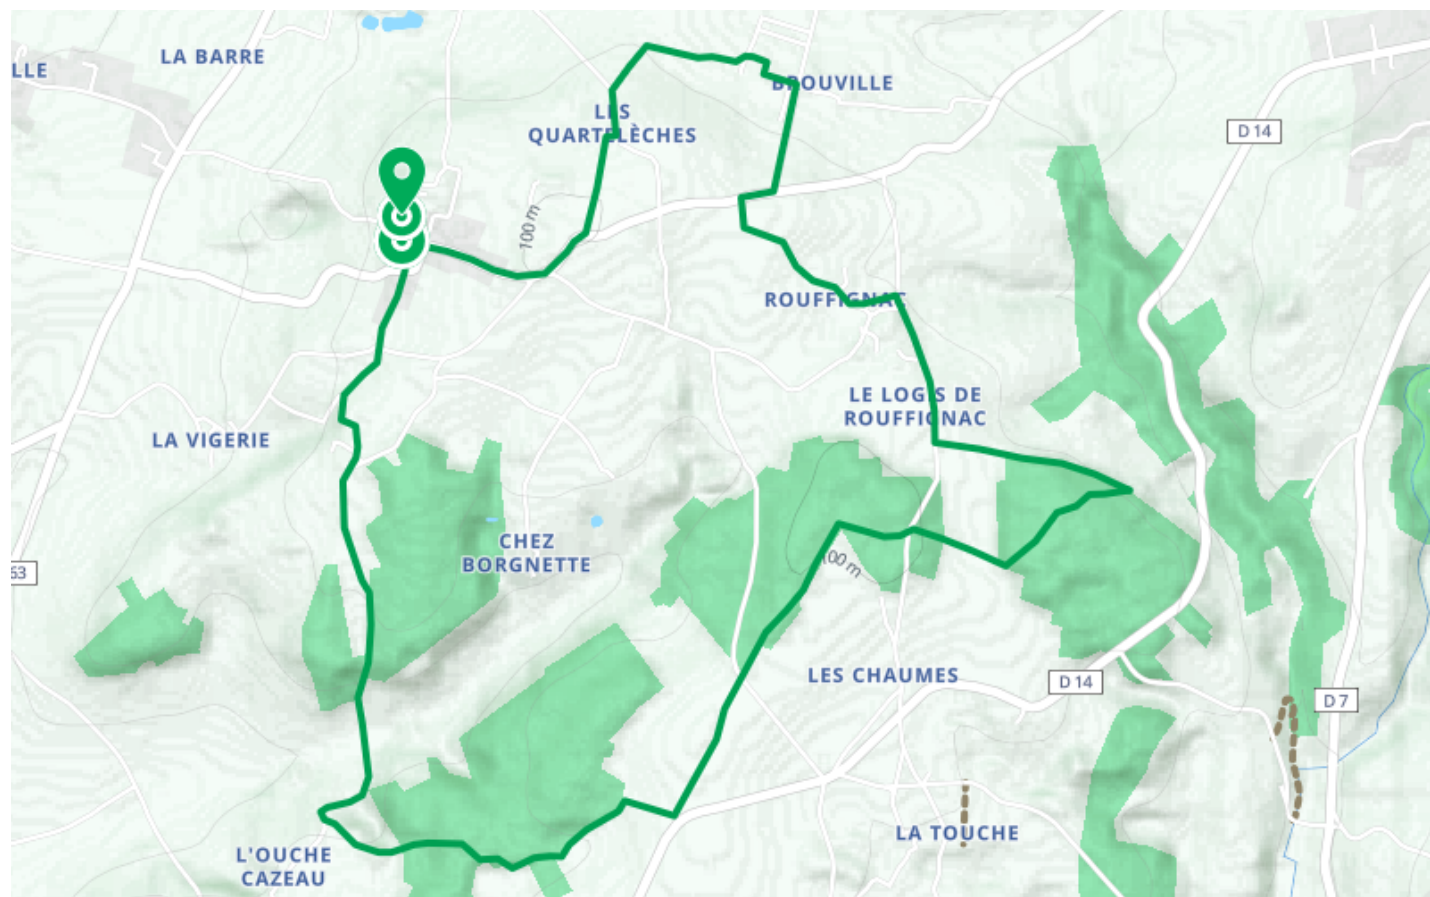 LA BARRE
LLE
BROUVILLE
LES
QUARTELÈCHES
D 14
100 m
ROUFFIGNAC
LE LOGIS DE
ROUFFIGNAC
LA VIGERIE
CHEZ
BORGNETTE
63
00 m
LES CHAUMES
D 14
D 7
LA TOUCHE
L'OUCHE
CAZEAU